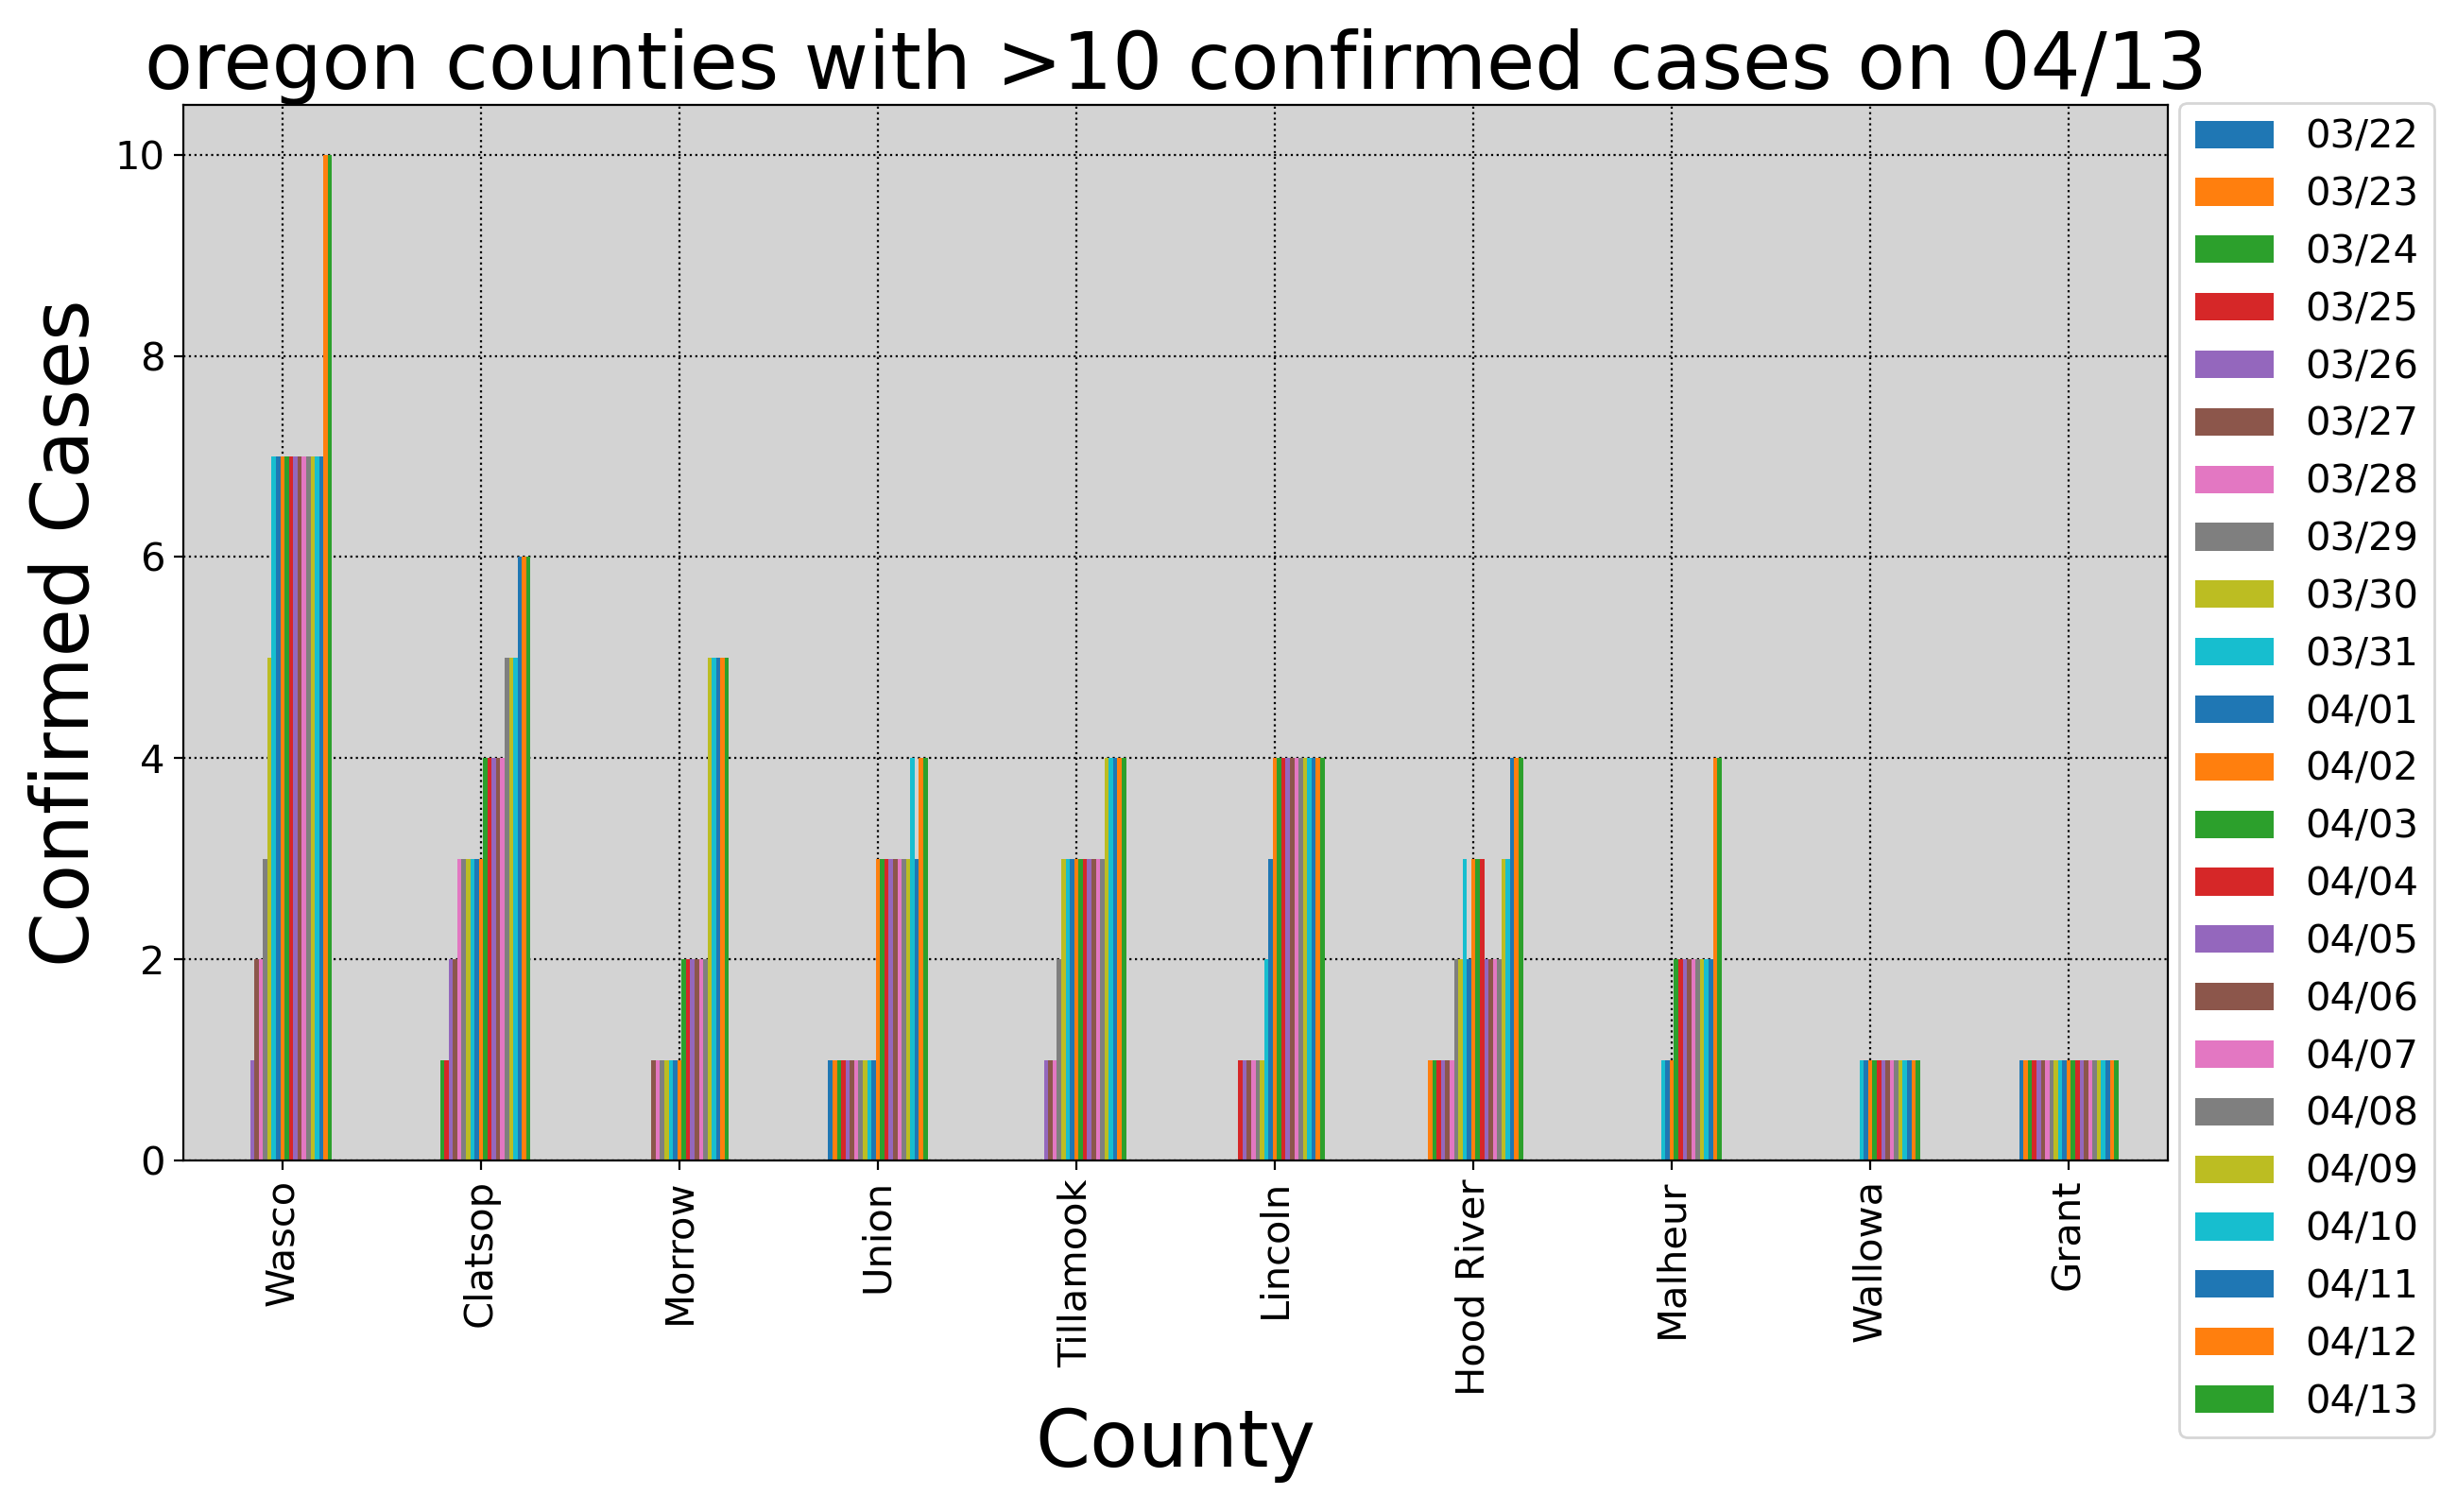 oregon counties with >10 confirmed cases on 04/13
Confirmed Cases
10
8
6
4
2
0
Wasco
Clatsop
Morrow
Union
Tillamook
Lincoln
Hood River
Malheur
Wallowa
Grant
County
03/22
03/23
03/24
03/25
03/26
03/27
03/28
03/29
03/30
03/31
04/01
04/02
04/03
04/04
04/05
04/06
04/07
04/08
04/09
04/10
04/11
04/12
04/13